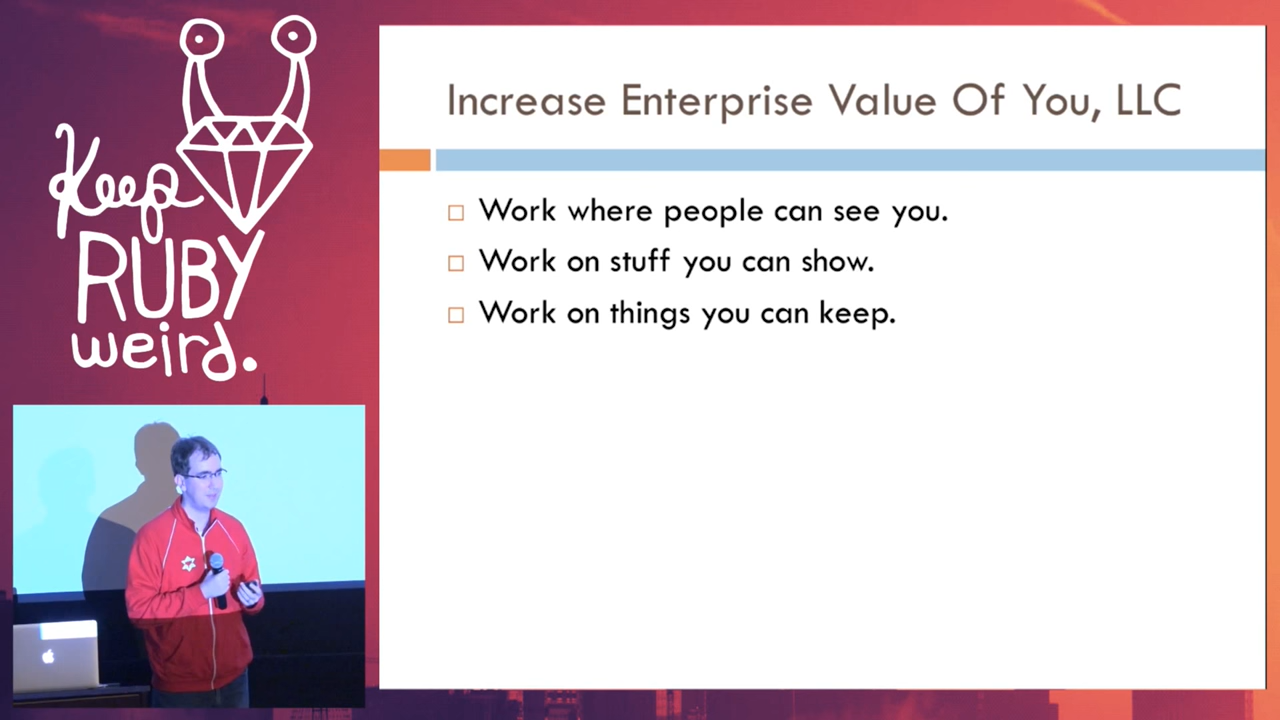 Keep
RUBY
weird.
Increase Enterprise Value Of You, LLC
Work where people can see you.
Work on stuff you can show.
Work on things you can keep.